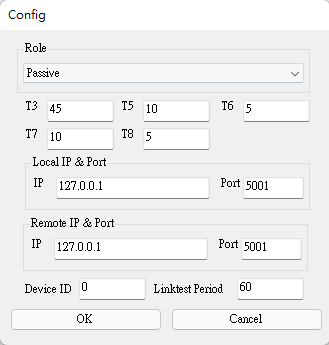 Config
Role
Passive
T3 45 T5 10 T6 5
T7 10 T8 5
Local IP & Port
IP 127.0.0.1 Port 5001
Remote IP & Port
IP 127.0.0.1 Port 5001
Device ID 0 Linktest Period 60
OK Cancel